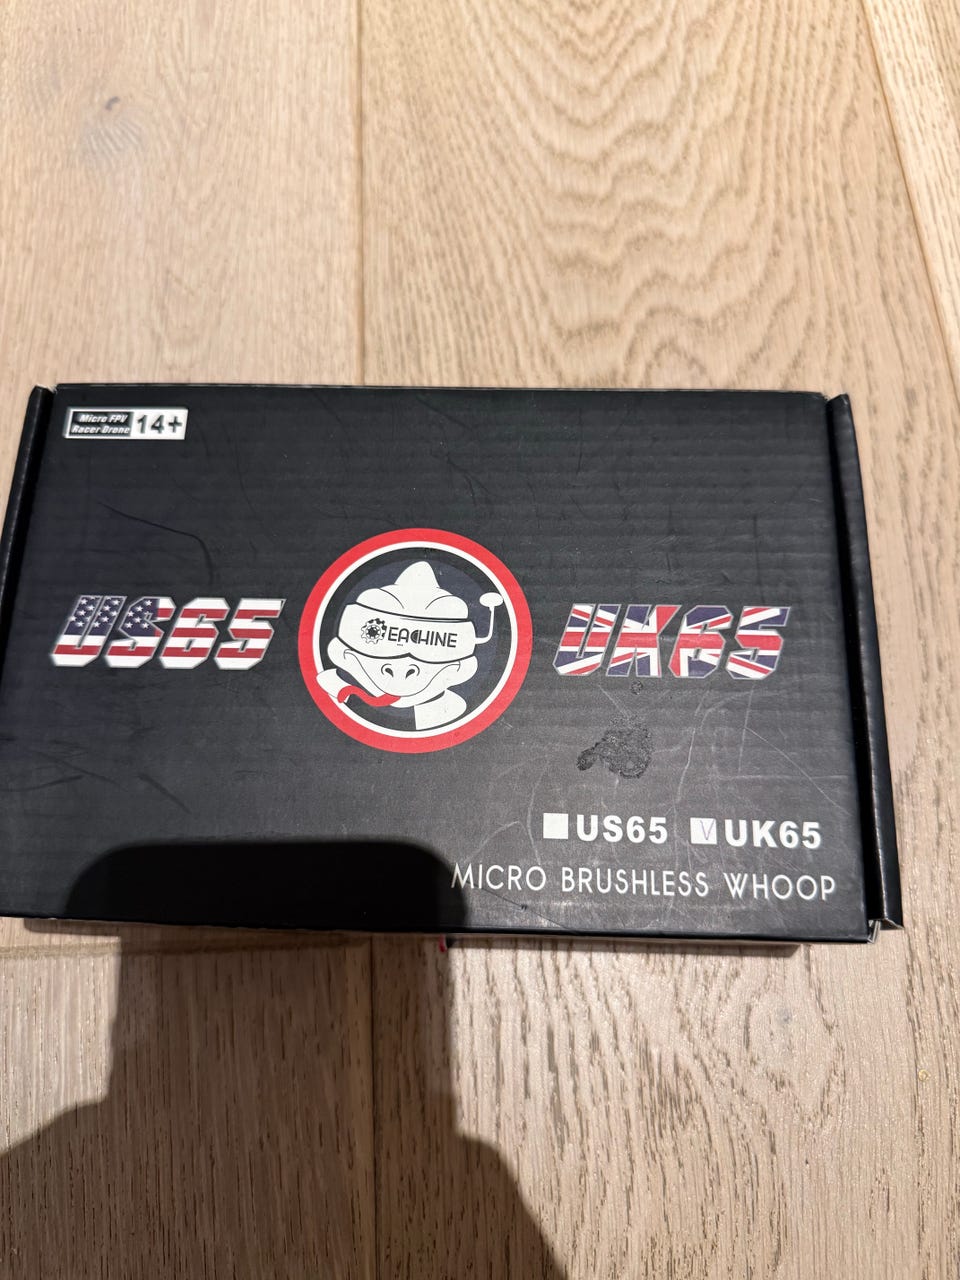 Micro FPV
Racer Drone 14+
US65
EACHINE
UK65
US65 V UK65
MICRO BRUSHLESS WHOOP